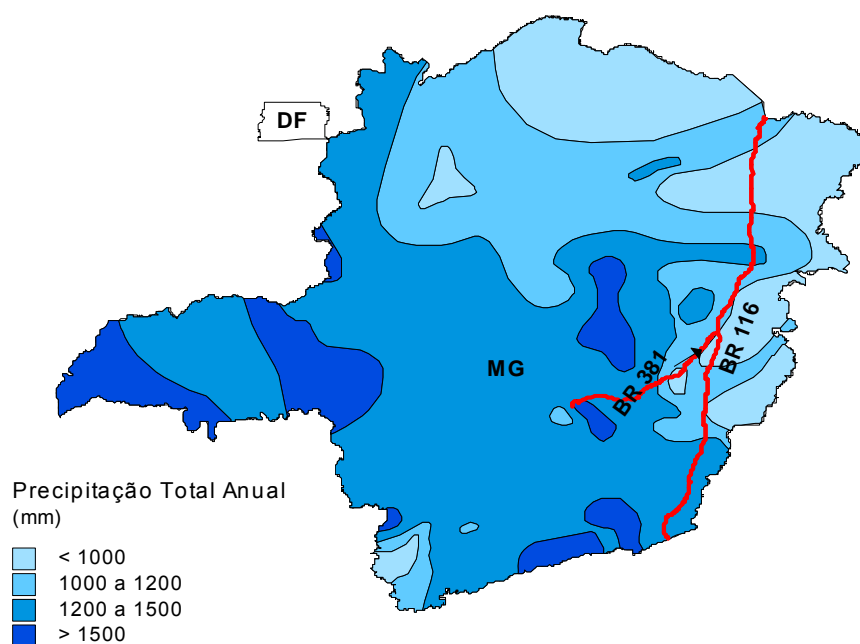 DF
MG
BR 381
BR 116
Precipitação Total Anual
(mm)
< 1000
1000 a 1200
1200 a 1500
> 1500